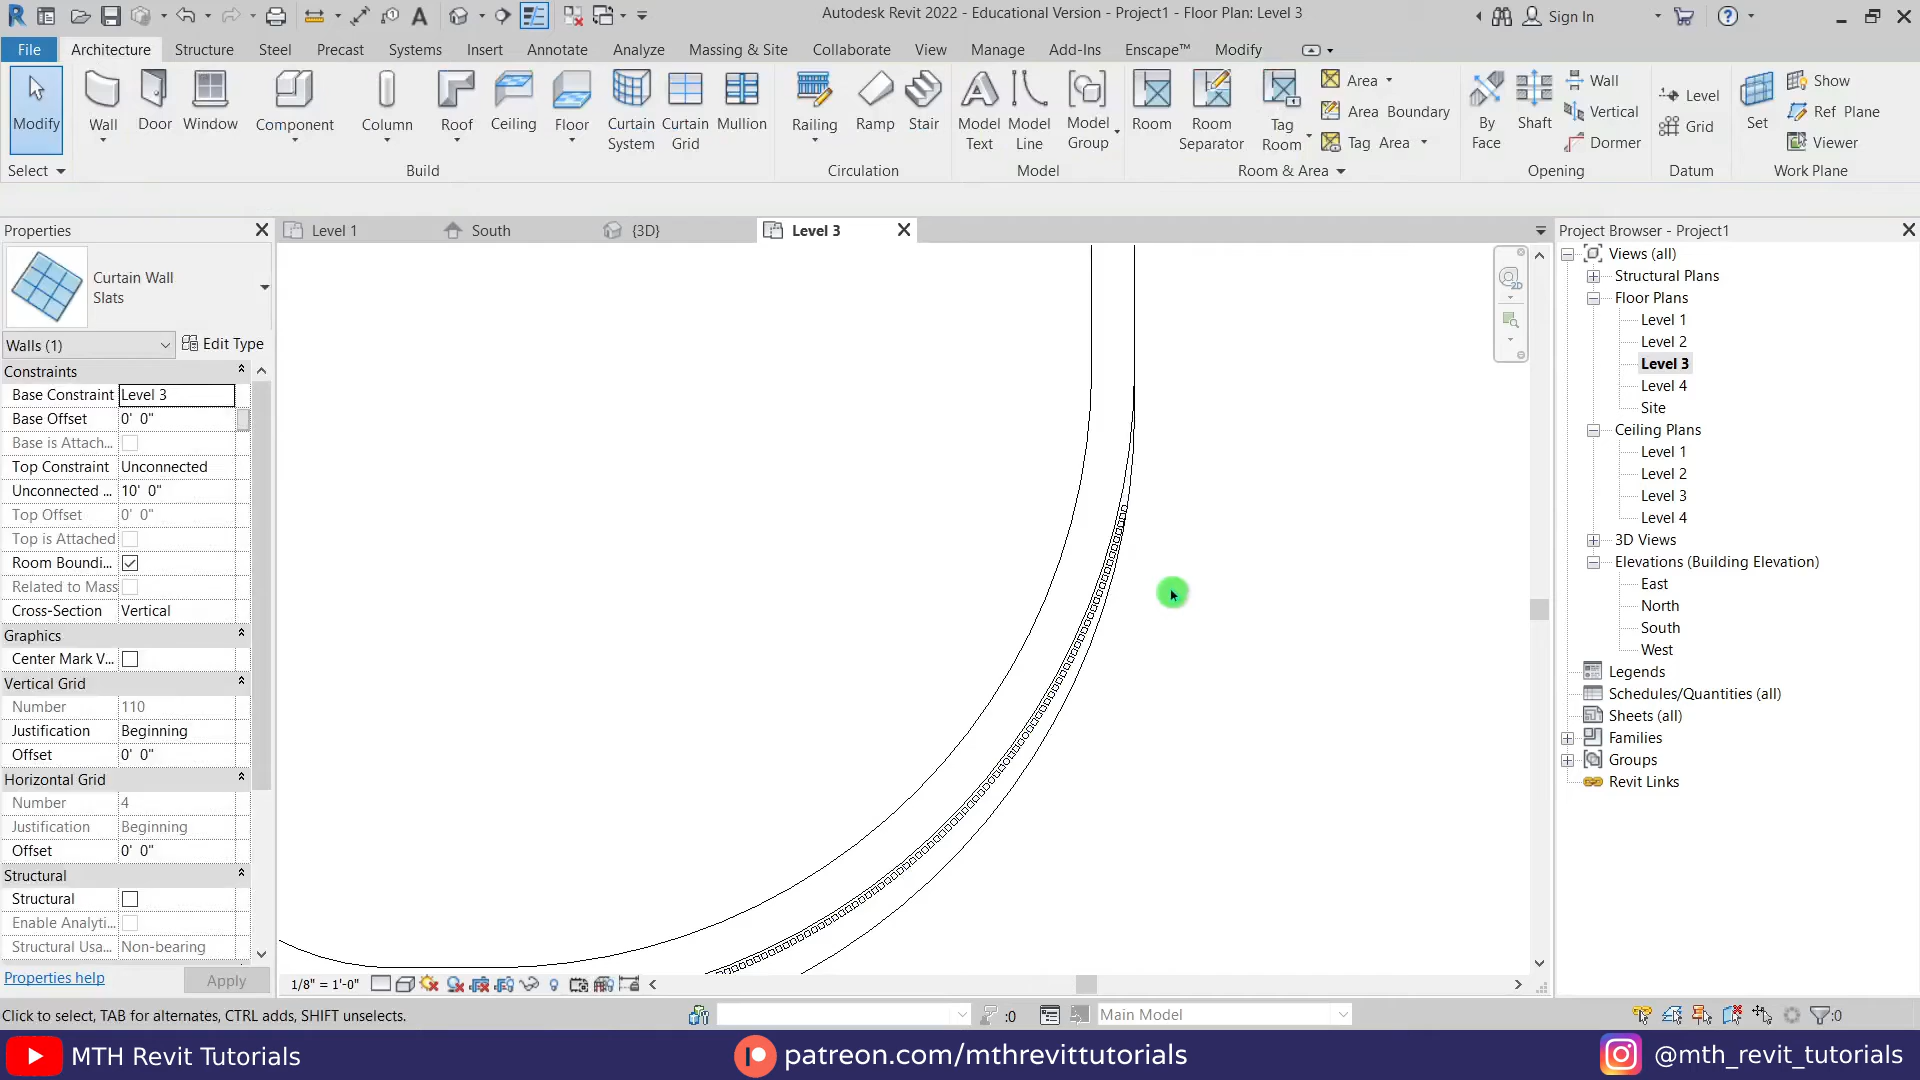 Autodesk Revit 2022 - Educational Version - Project1 - Floor Plan: Level 3
Sign In
File
Architecture
Structure
Steel
Precast
Systems
Insert
Annotate
Analyze
Massing & Site
Collaborate
View
Manage
Add-Ins
Enscape™
Modify
Modify
Wall
Door
Window
Component
Column
Roof
Ceiling
Floor
Curtain System
Curtain Grid
Mullion
Railing
Ramp
Stair
Model Text
Model Line
Model Group
Room
Room Separator
Tag Room
Area
Area Boundary
Tag Area
By Face
Shaft
Wall
Vertical
Dormer
Level
Grid
Set
Show
Ref Plane
Viewer
Select
Build
Circulation
Model
Room & Area
Opening
Datum
Work Plane
Properties
Level 1
South
{3D}
Level 3
Project Browser - Project1
Curtain Wall
Slats
Walls (1)
Edit Type
Constraints
Base Constraint Level 3
Base Offset 0' 0"
Base is Attach...
Top Constraint Unconnected
Unconnected ... 10' 0"
Top Offset 0' 0"
Top is Attached
Room Boundi...
Related to Mass
Cross-Section Vertical
Graphics
Center Mark V...
Vertical Grid
Number 110
Justification Beginning
Offset 0' 0"
Horizontal Grid
Number 4
Justification Beginning
Offset 0' 0"
Structural
Structural
Enable Analyti...
Structural Usa... Non-bearing
Properties help
Apply
2D
Views (all)
Structural Plans
Floor Plans
Level 1
Level 2
Level 3
Level 4
Site
Ceiling Plans
Level 1
Level 2
Level 3
Level 4
3D Views
Elevations (Building Elevation)
East
North
South
West
Legends
Schedules/Quantities (all)
Sheets (all)
Families
Groups
Revit Links
1/8" = 1'-0"
Click to select, TAB for alternates, CTRL adds, SHIFT unselects.
:0
Main Model
:0
MTH Revit Tutorials
patreon.com/mthrevittutorials
@mth_revit_tutorials